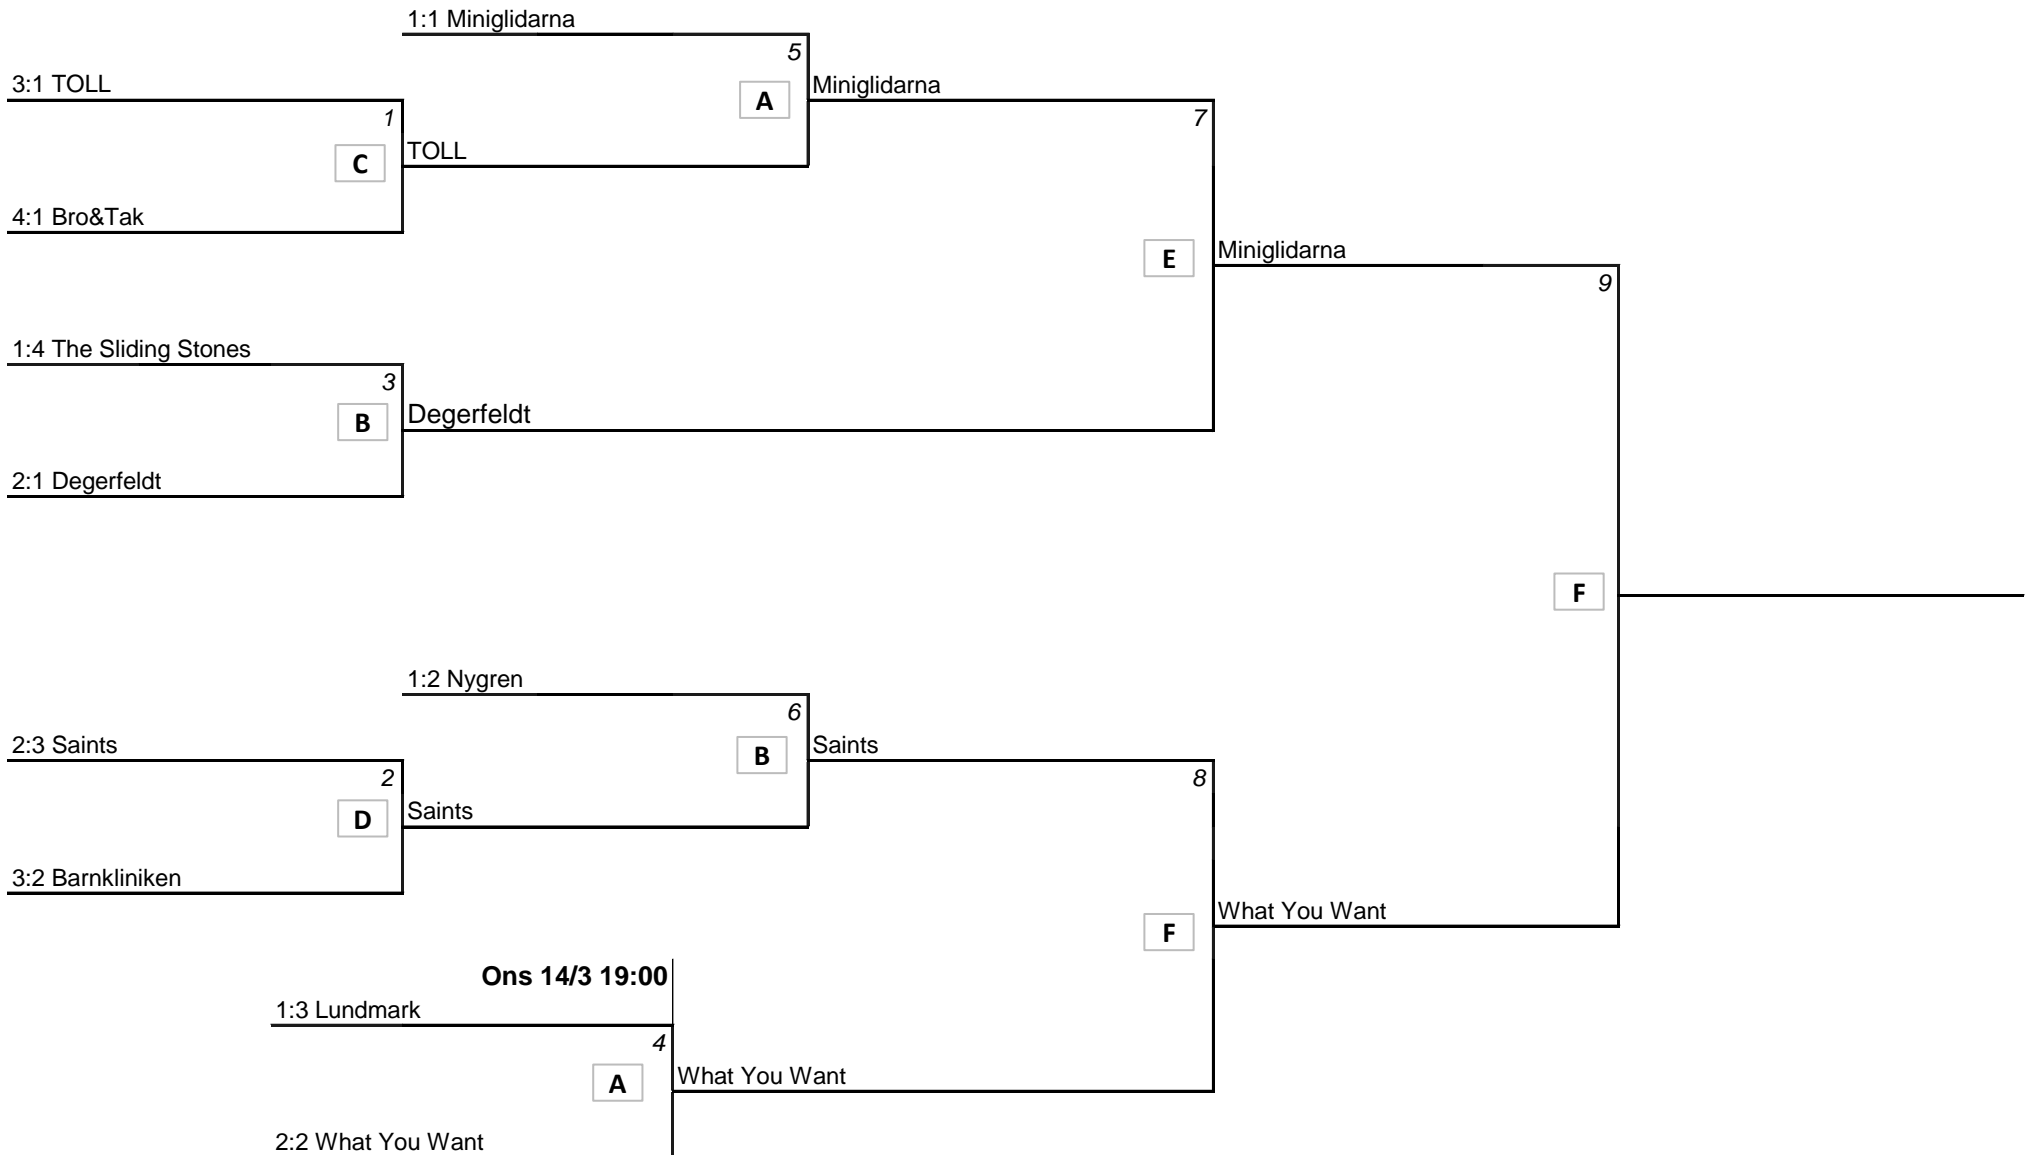 1:1 Miniglidarna
5
3:1 TOLL
A
Miniglidarna
1
7
C
TOLL
4:1 Bro&Tak
E
Miniglidarna
9
1:4 The Sliding Stones
3
B
Degerfeldt
2:1 Degerfeldt
F
1:2 Nygren
6
2:3 Saints
B
Saints
2
8
D
Saints
3:2 Barnkliniken
F
What You Want
Ons 14/3 19:00
1:3 Lundmark
4
A
What You Want
2:2 What You Want